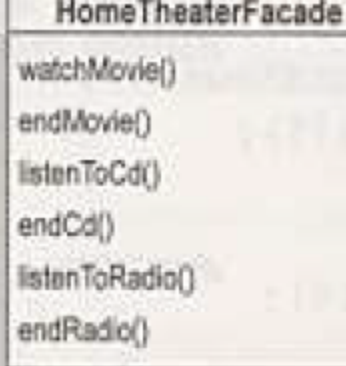 HomeTheaterFacade
watchMovie()
endMovie()
listenToCd()
endCd()
listenToRadio()
endRadio()